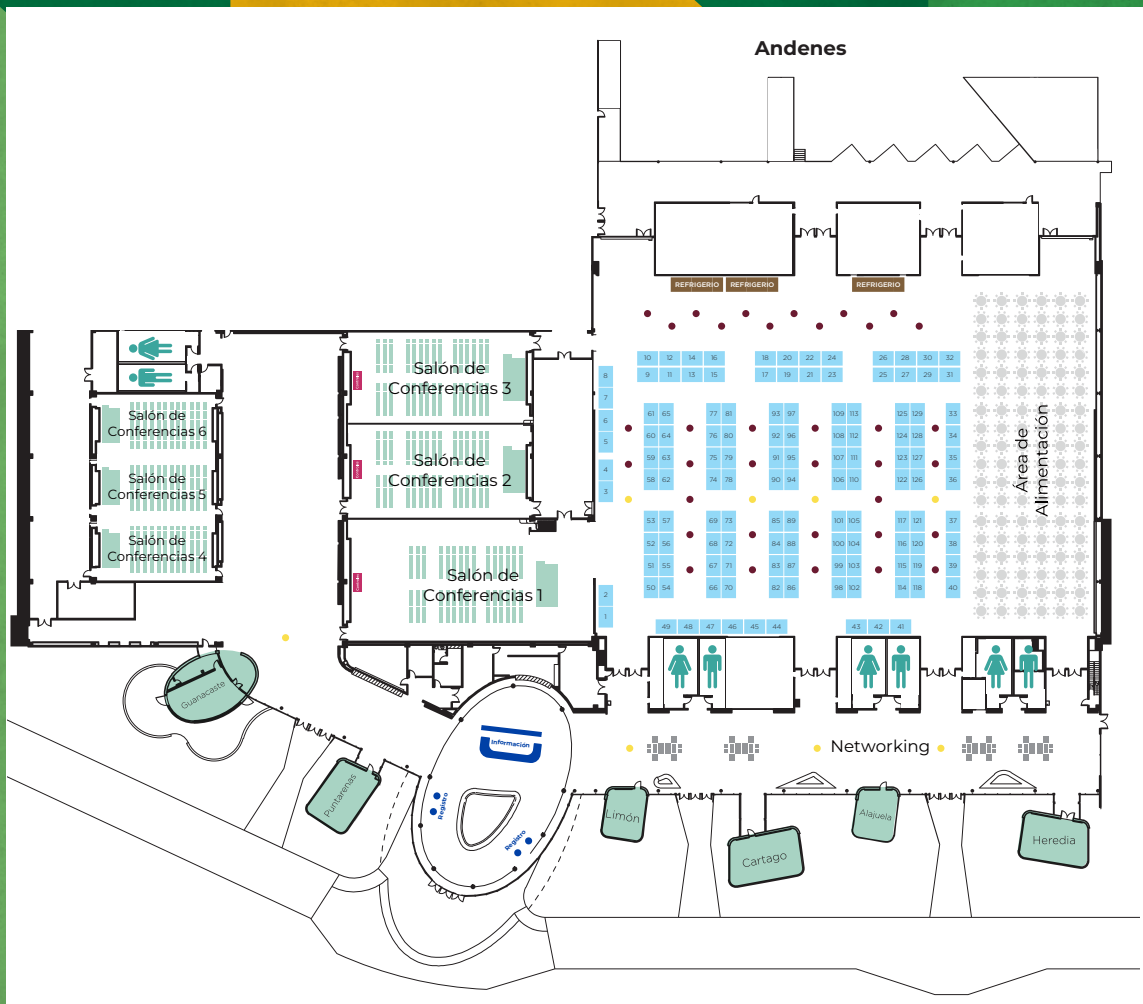 Andenes
REFRIGERIO REFRIGERIO REFRIGERIO
10 12 14 16 18 20 22 24 26 28 30 32
9 11 13 15 17 19 21 23 25 27 29 31
8
7
6
5
4
3
2
1
61 65 77 81 93 97 109 113 125 129 33
60 64 76 80 92 96 108 112 124 128 34
59 63 75 79 91 95 107 111 123 127 35
58 62 74 78 90 94 106 110 122 126 36
53 57 69 73 85 89 101 105 117 121 37
52 56 68 72 84 88 100 104 116 120 38
51 55 67 71 83 87 99 103 115 119 39
50 54 66 70 82 86 98 102 114 118 40
49 48 47 46 45 44 43 42 41
Área de
Alimentación
Salón de
Conferencias 3
Salón de
Conferencias 2
Salón de
Conferencias 1
Salón de
Conferencias 6
Salón de
Conferencias 5
Salón de
Conferencias 4
Guanacaste
Puntarenas
Información
Registro
Registro
Networking
Limón
Cartago
Alajuela
Heredia